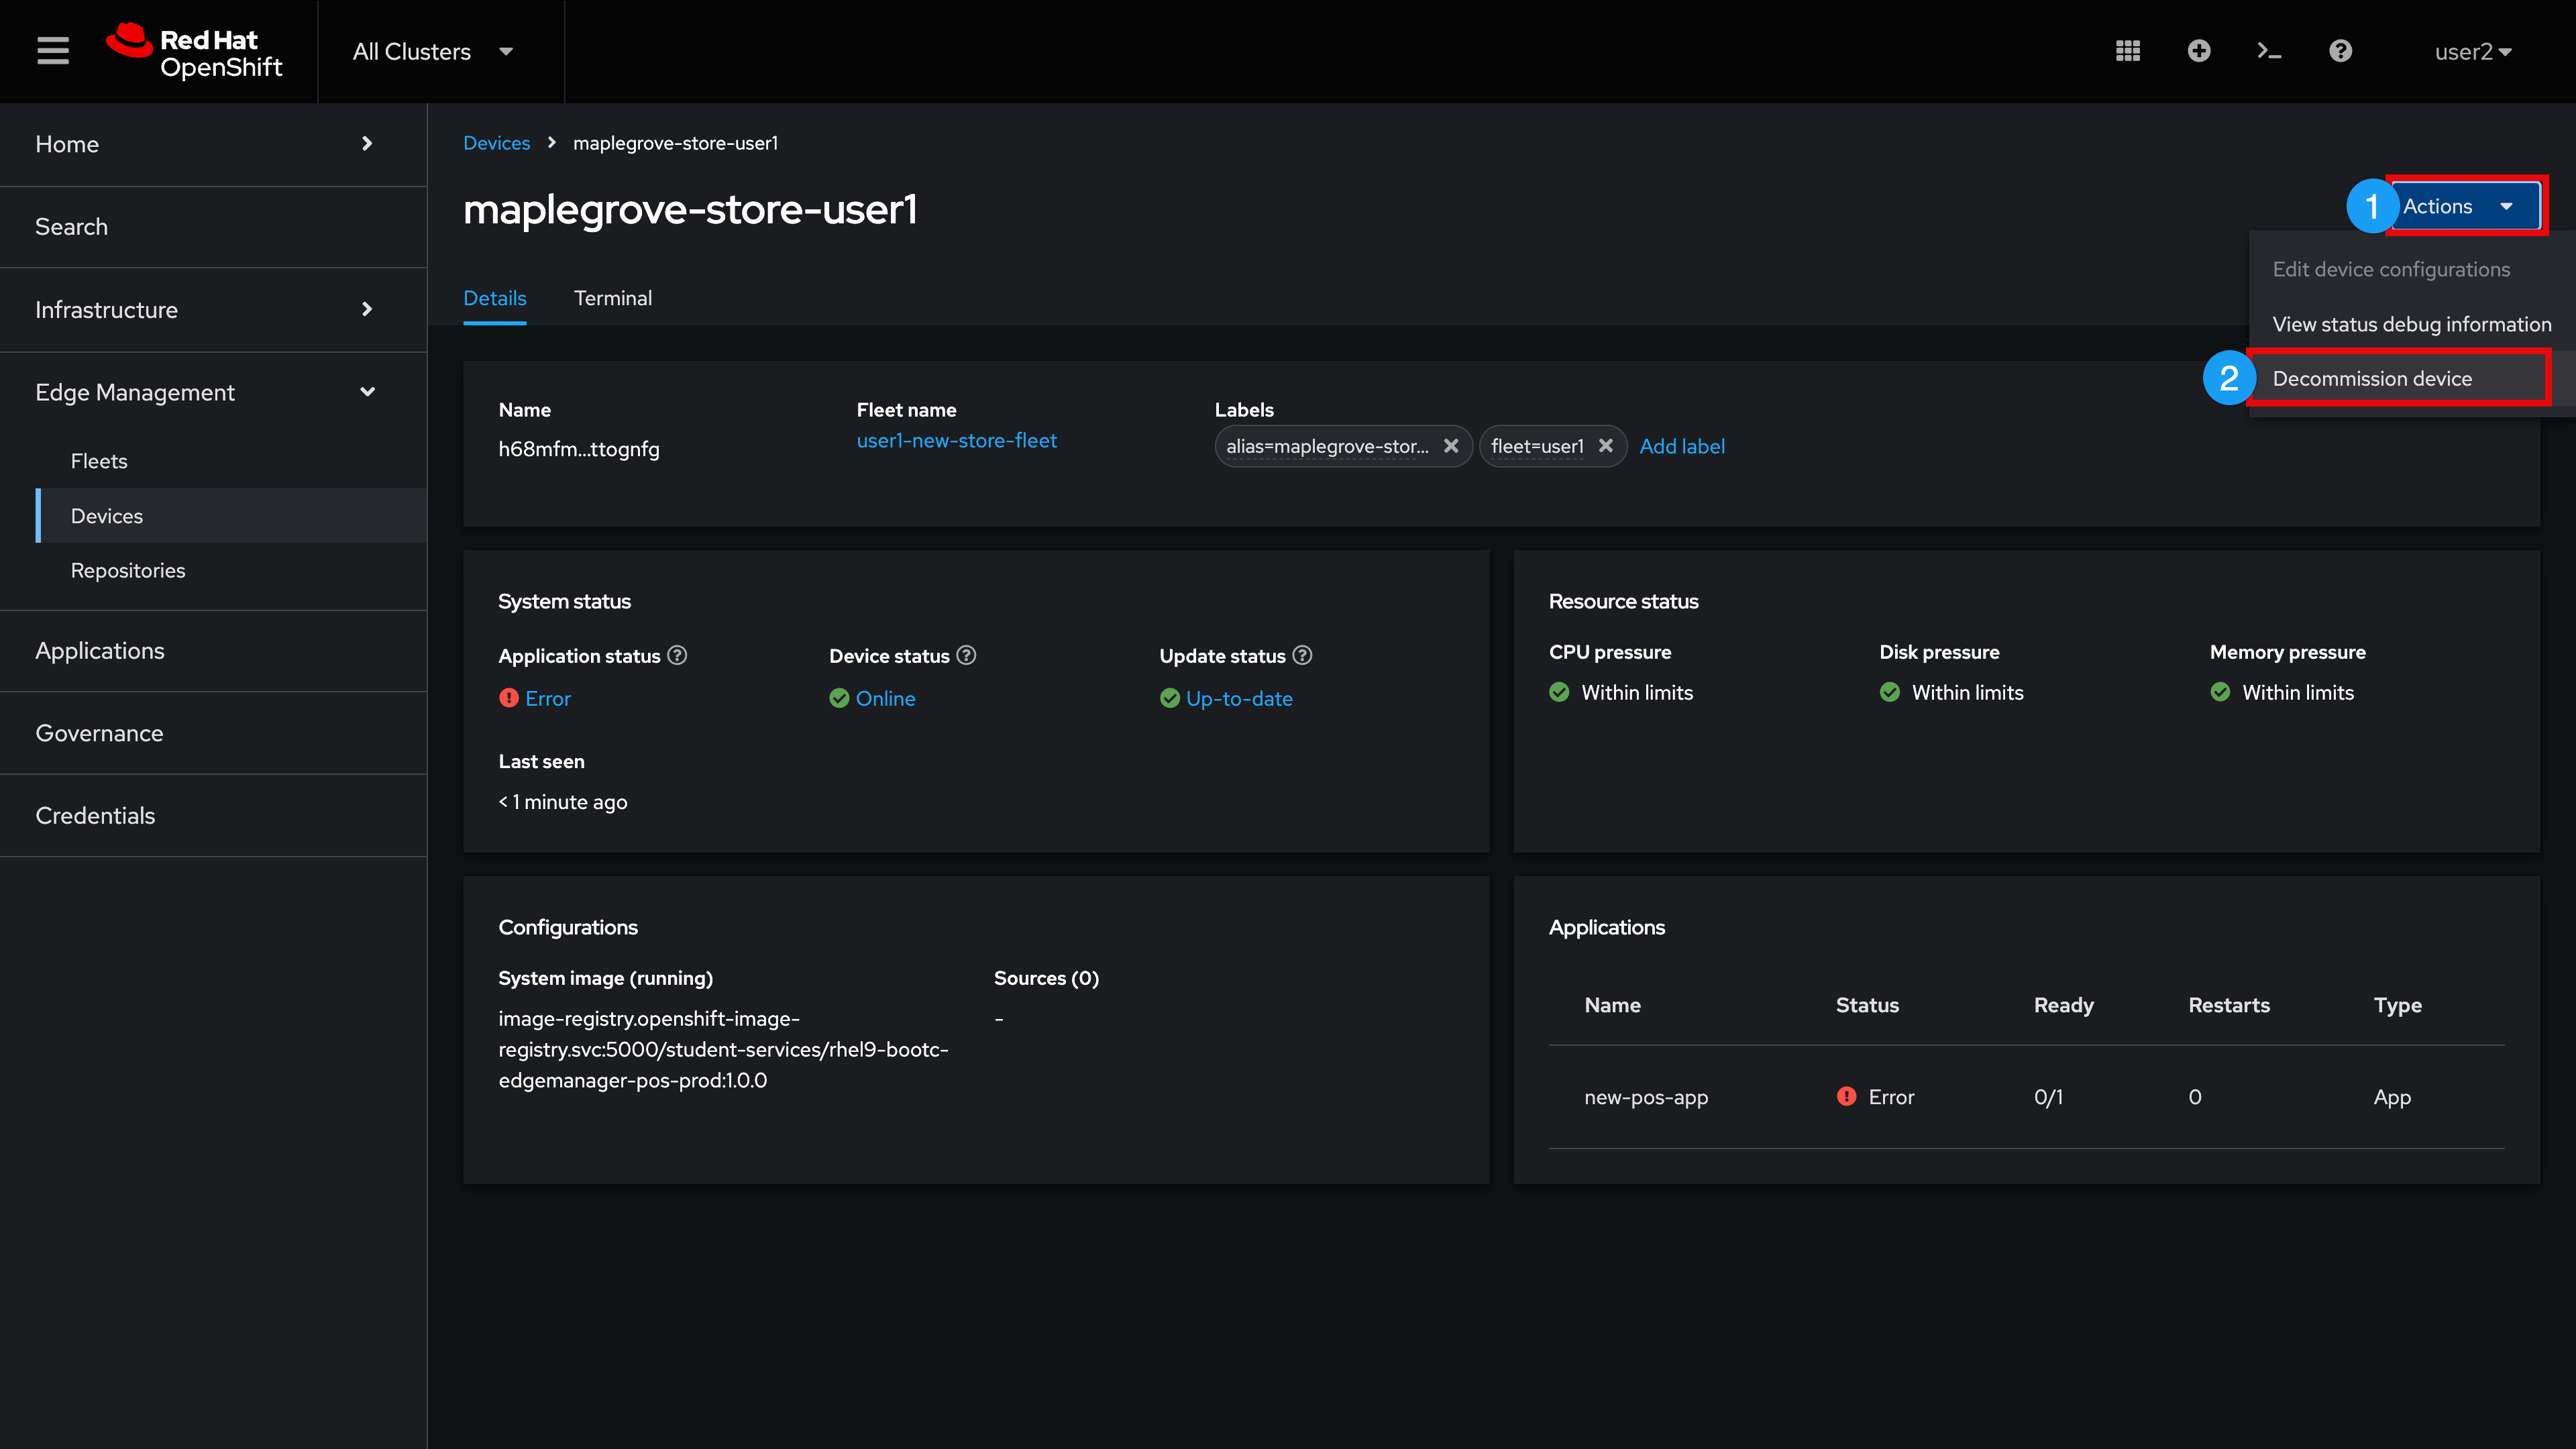 Red Hat
OpenShift
All Clusters
user2
Home
Search
Infrastructure
Edge Management
Fleets
Devices
Repositories
Applications
Governance
Credentials
Devices maplegrove-store-user1
maplegrove-store-user1
1 Actions
Edit device configurations
View status debug information
2 Decommission device
Details Terminal
Name Fleet name Labels
h68mfm...ttognfg user1-new-store-fleet alias=maplegrove-stor... fleet=user1 Add label
System status
Application status Device status Update status
Error Online Up-to-date
Last seen
< 1 minute ago
Resource status
CPU pressure Disk pressure Memory pressure
Within limits Within limits Within limits
Configurations
System image (running) Sources (0)
image-registry.openshift-image- -
registry.svc:5000/student-services/rhel9-bootc-
edgemanager-pos-prod:1.0.0
Applications
Name Status Ready Restarts Type
new-pos-app Error 0/1 0 App